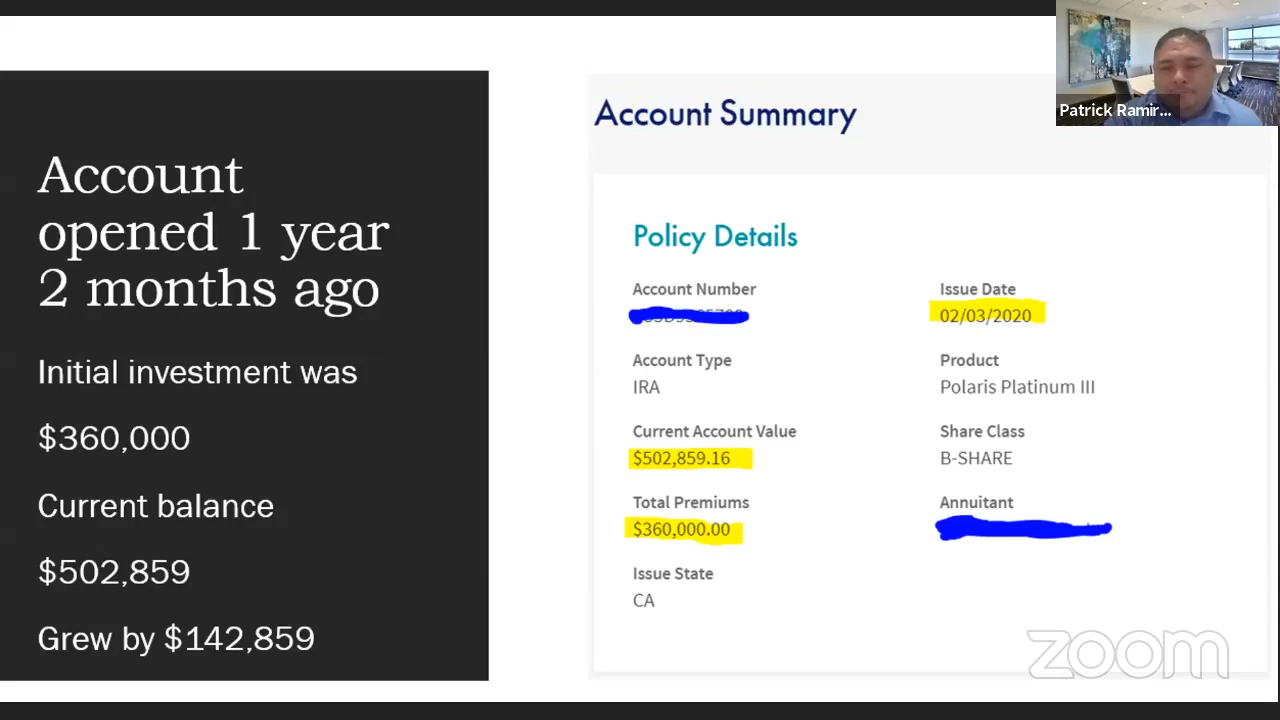 Account
opened 1 year
2 months ago
Initial investment was
$360,000
Current balance
$502,859
Grew by $142,859
Account Summary
Policy Details
Account Number
Issue Date
02/03/2020
Account Type
IRA
Product
Polaris Platinum III
Current Account Value
$502,859.16
Share Class
B-SHARE
Total Premiums
$360,000.00
Annuitant
Issue State
CA
Patrick Ramir...
zoom